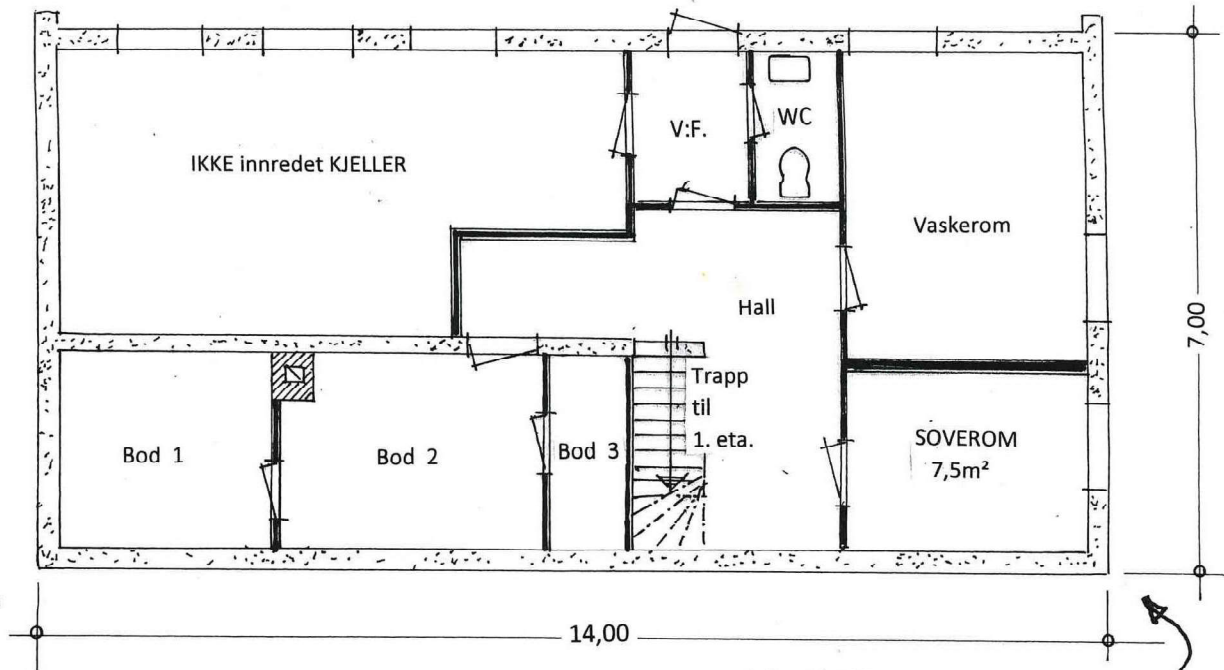 V:F.
WC
IKKE innredet KJELLER
Vaskerom
Hall
7,00
Trapp
til
1. eta.
Bod 1
Bod 2
Bod 3
SOVEROM
7,5m²
14,00